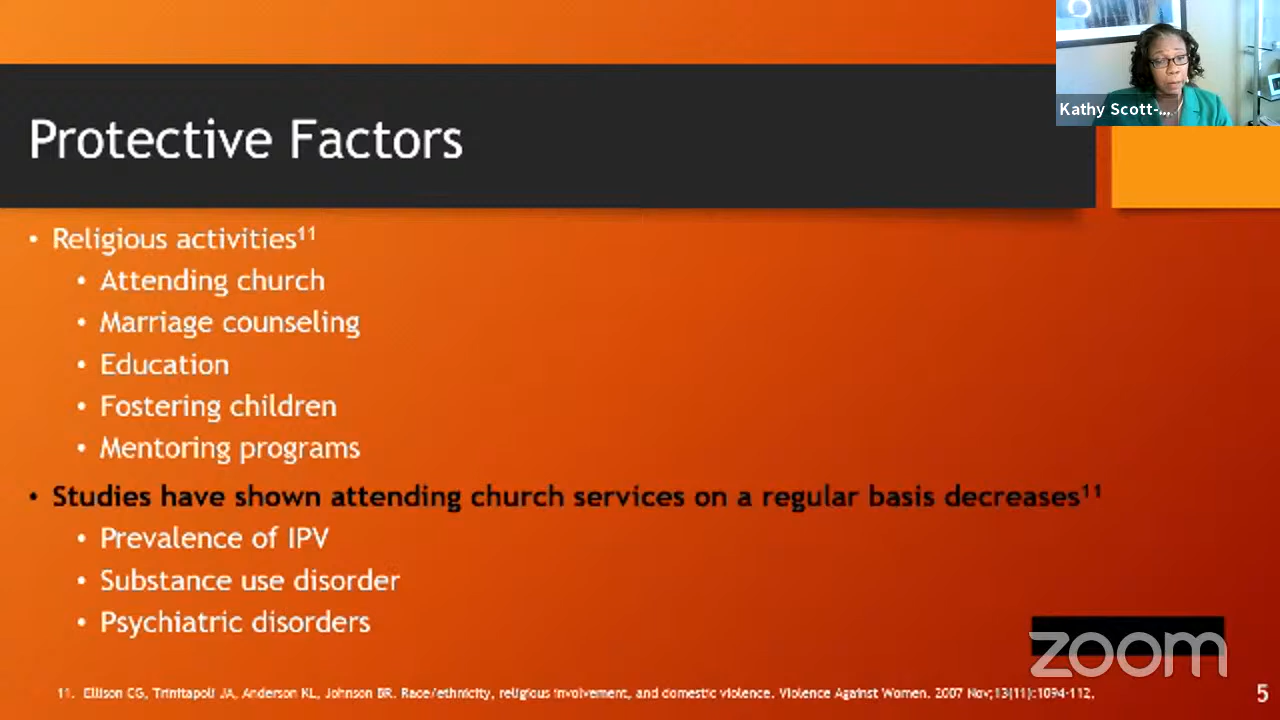 Kathy Scott-...
Protective Factors
• Religious activities¹¹
• Attending church
• Marriage counseling
• Education
• Fostering children
• Mentoring programs
• Studies have shown attending church services on a regular basis decreases¹¹
• Prevalence of IPV
• Substance use disorder
• Psychiatric disorders
zoom
11. Ellison CG, Trinitapoli JA, Anderson KL, Johnson BR. Race/ethnicity, religious involvement, and domestic violence. Violence Against Women. 2007 Nov;13(11):1094-112.
5